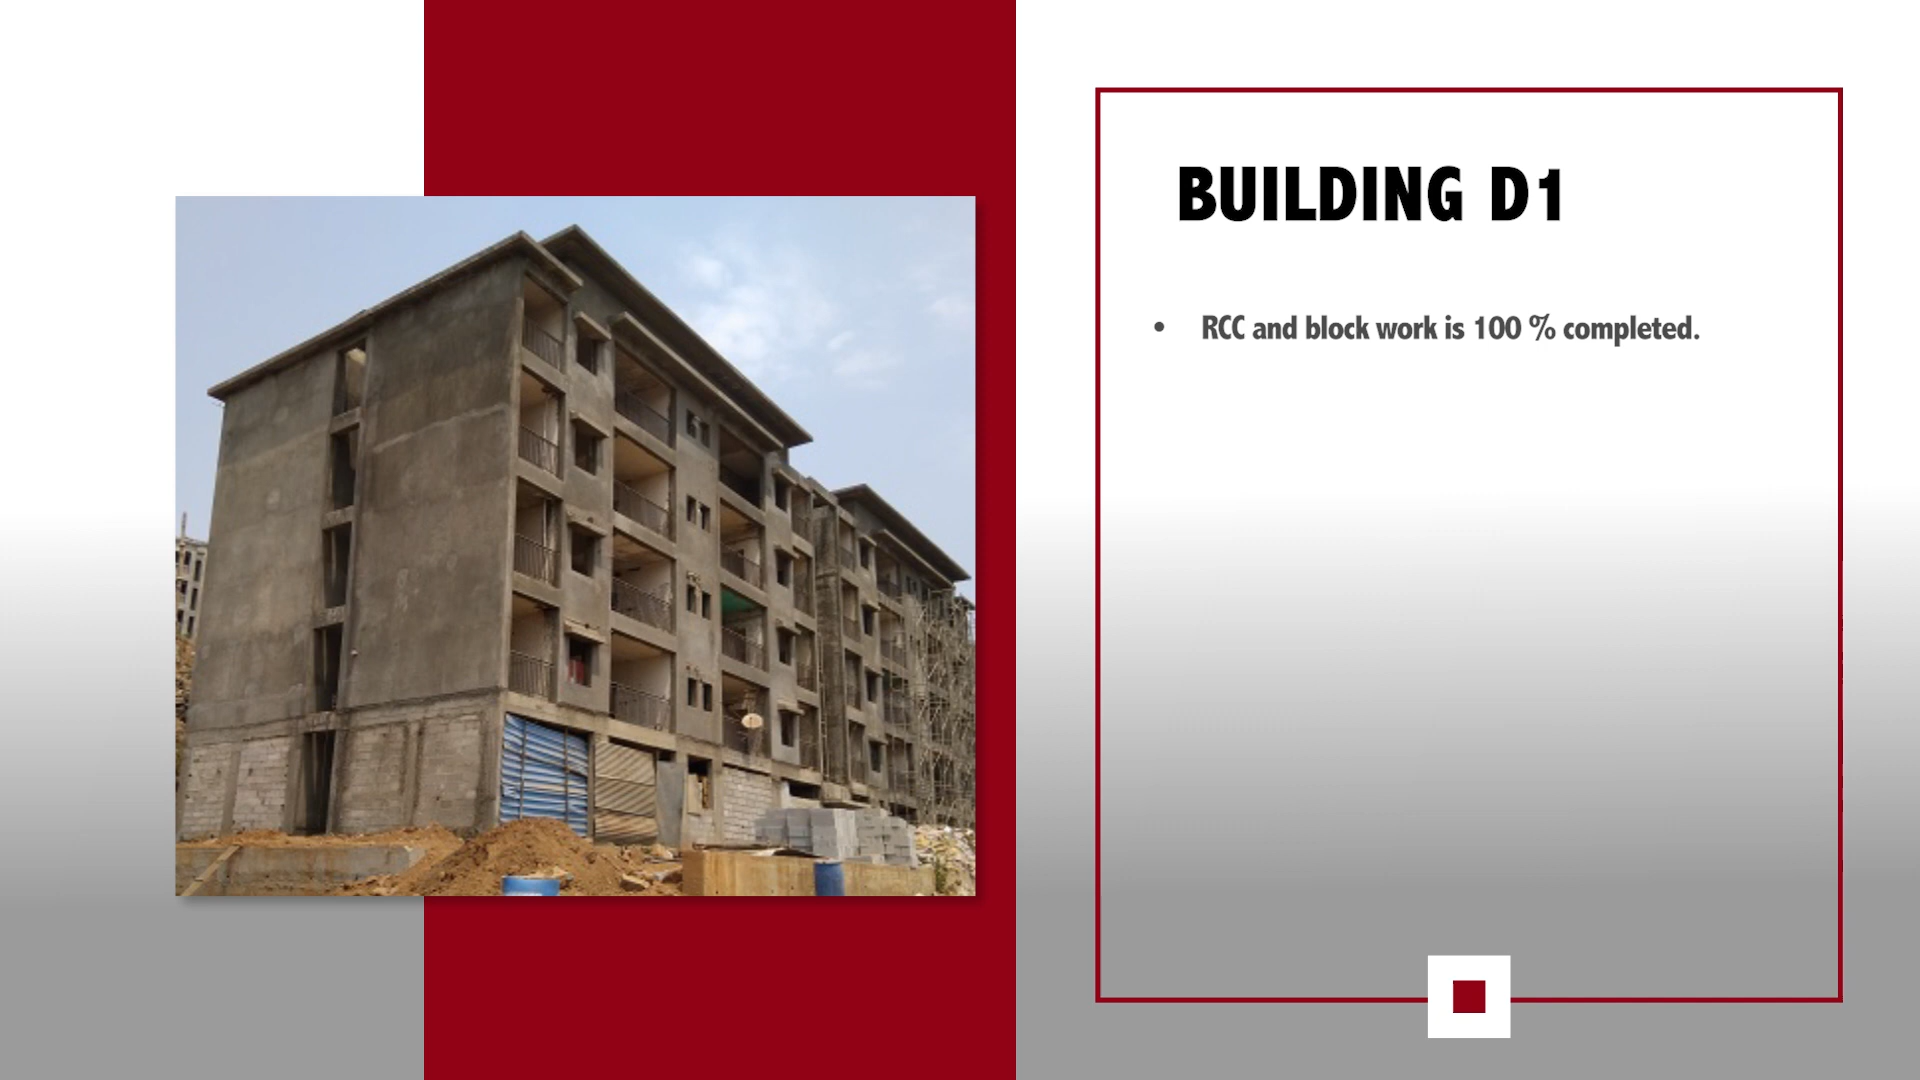 BUILDING D1
• RCC and block work is 100 % completed.